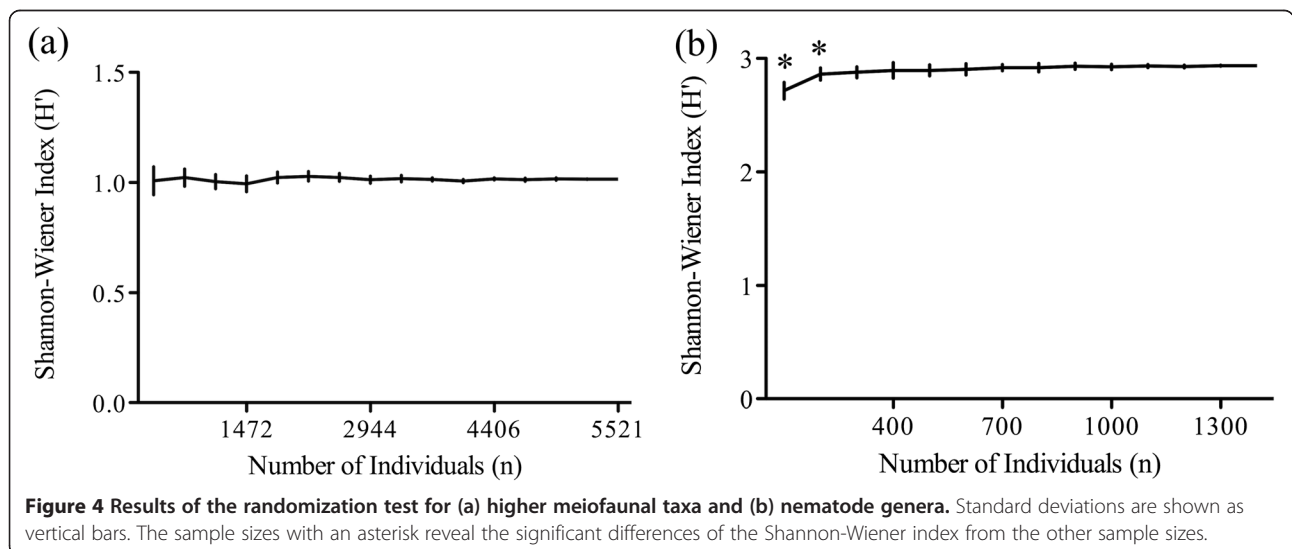 (a)
1.5
1.0
0.5
0.0
Shannon-Wiener Index (H')
1472 2944 4406 5521
Number of Individuals (n)
(b)
* *
3
2
1
0
Shannon-Wiener Index (H')
400 700 1000 1300
Number of Individuals (n)
Figure 4 Results of the randomization test for (a) higher meiofaunal taxa and (b) nematode genera. Standard deviations are shown as
vertical bars. The sample sizes with an asterisk reveal the significant differences of the Shannon-Wiener index from the other sample sizes.